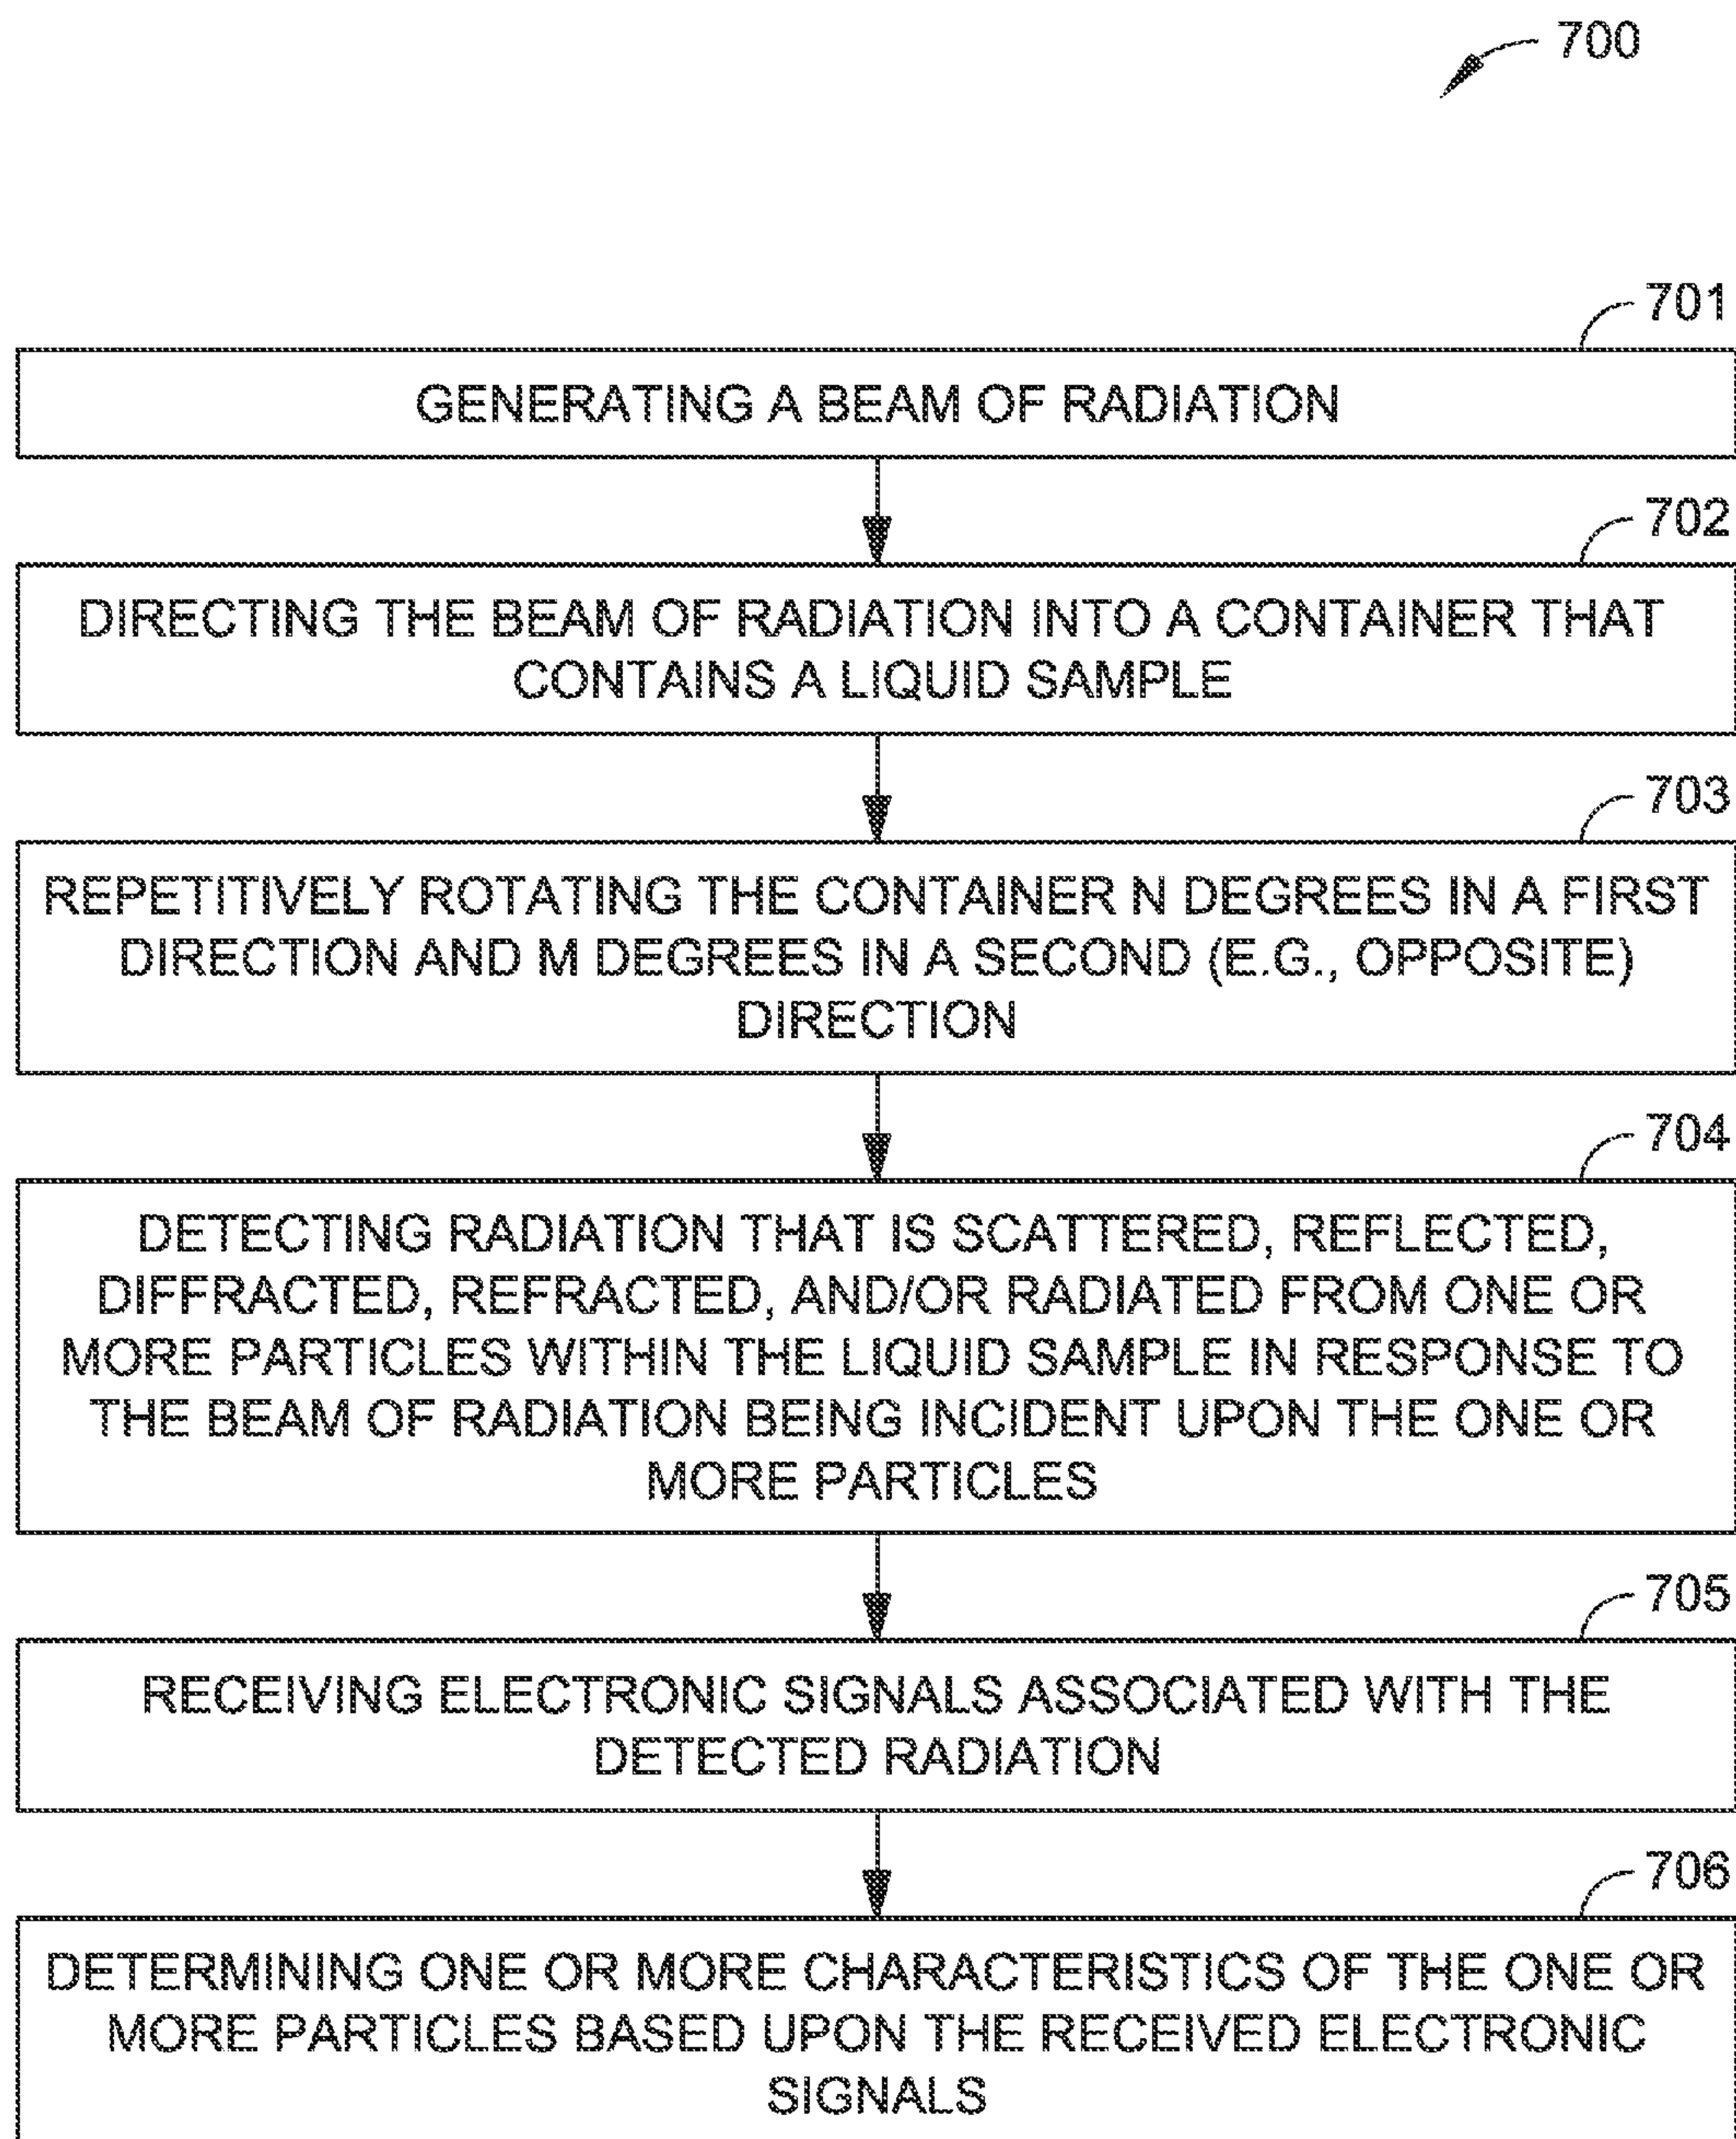 700
701
GENERATING A BEAM OF RADIATION
702
DIRECTING THE BEAM OF RADIATION INTO A CONTAINER THAT
CONTAINS A LIQUID SAMPLE
703
REPETITIVELY ROTATING THE CONTAINER N DEGREES IN A FIRST
DIRECTION AND M DEGREES IN A SECOND (E.G., OPPOSITE)
DIRECTION
704
DETECTING RADIATION THAT IS SCATTERED, REFLECTED,
DIFFRACTED, REFRACTED, AND/OR RADIATED FROM ONE OR
MORE PARTICLES WITHIN THE LIQUID SAMPLE IN RESPONSE TO
THE BEAM OF RADIATION BEING INCIDENT UPON THE ONE OR
MORE PARTICLES
705
RECEIVING ELECTRONIC SIGNALS ASSOCIATED WITH THE
DETECTED RADIATION
706
DETERMINING ONE OR MORE CHARACTERISTICS OF THE ONE OR
MORE PARTICLES BASED UPON THE RECEIVED ELECTRONIC
SIGNALS